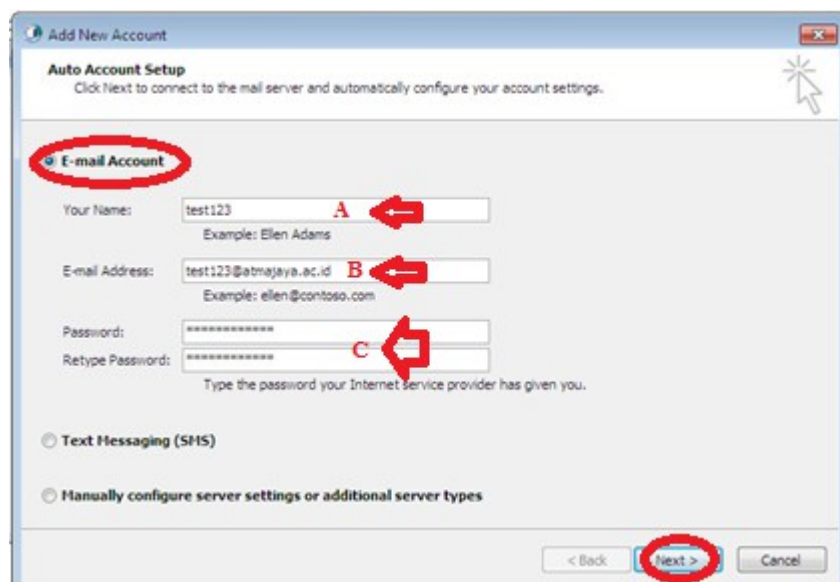 Add New Account
Auto Account Setup
Click Next to connect to the mail server and automatically configure your account settings.
E-mail Account
Your Name: test123 A
Example: Ellen Adams
E-mail Address: test123@atmajaya.ac.id B
Example: ellen@contoso.com
Password: ************
Retype Password: ************ C
Type the password your Internet service provider has given you.
Text Messaging (SMS)
Manually configure server settings or additional server types
< Back Next > Cancel